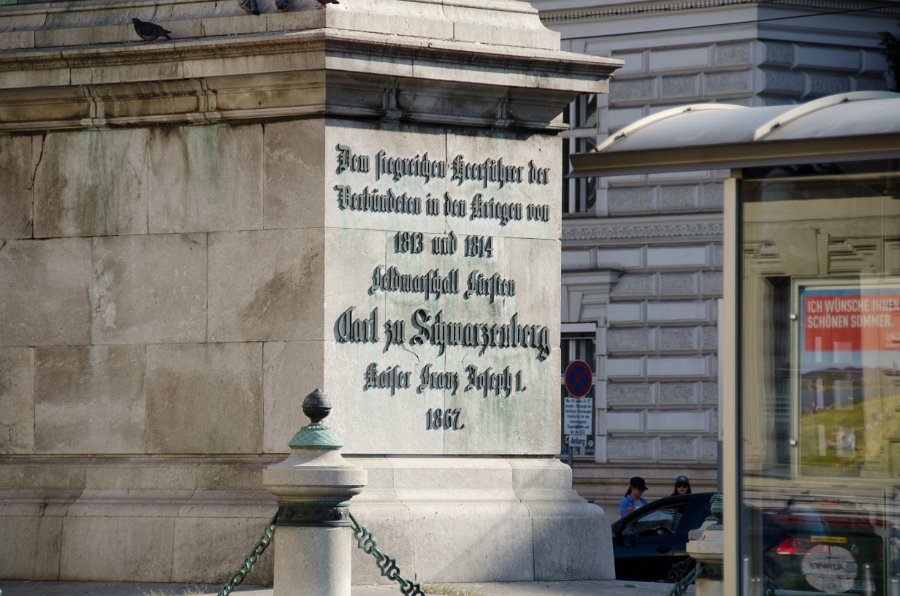 Dem siegreichen Heerführer der
Verbündeten in den Kriegen von
1813 und 1814
Feldmarschall Fürsten
Carl zu Schwarzenberg
Kaiser Franz Joseph I.
1867.
ICH WÜNSCHE IHNEN
SCHÖNEN SOMMER.
Anfang